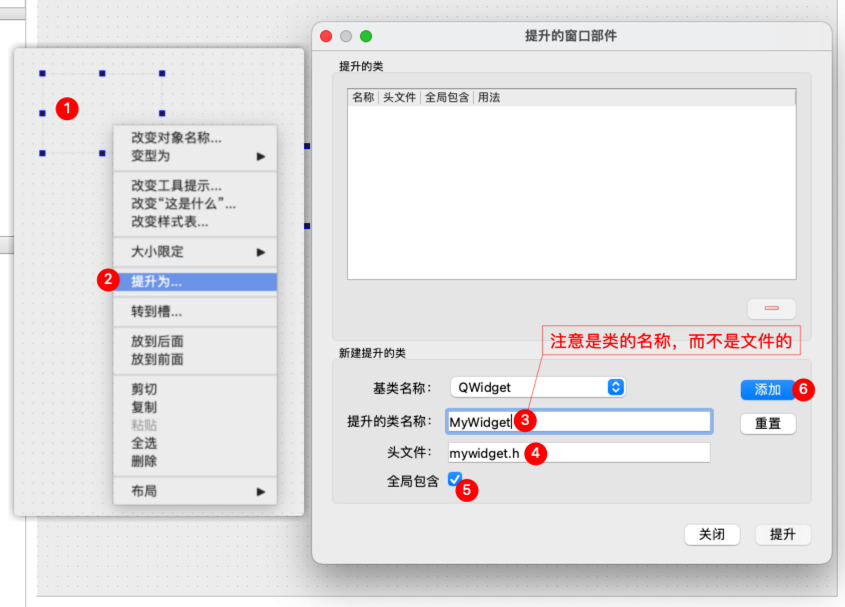 提升的窗口部件
提升的类
名称 头文件 全局包含 用法
1
改变对象名称...
变型为
改变工具提示...
改变“这是什么”...
改变样式表...
大小限定
2 提升为...
转到槽...
放到后面
放到前面
剪切
复制
粘贴
全选
删除
布局
注意是类的名称，而不是文件的
新建提升的类
基类名称： QWidget
添加 6
提升的类名称： MyWidget 3
重置
头文件： mywidget.h 4
全局包含 5
关闭 提升